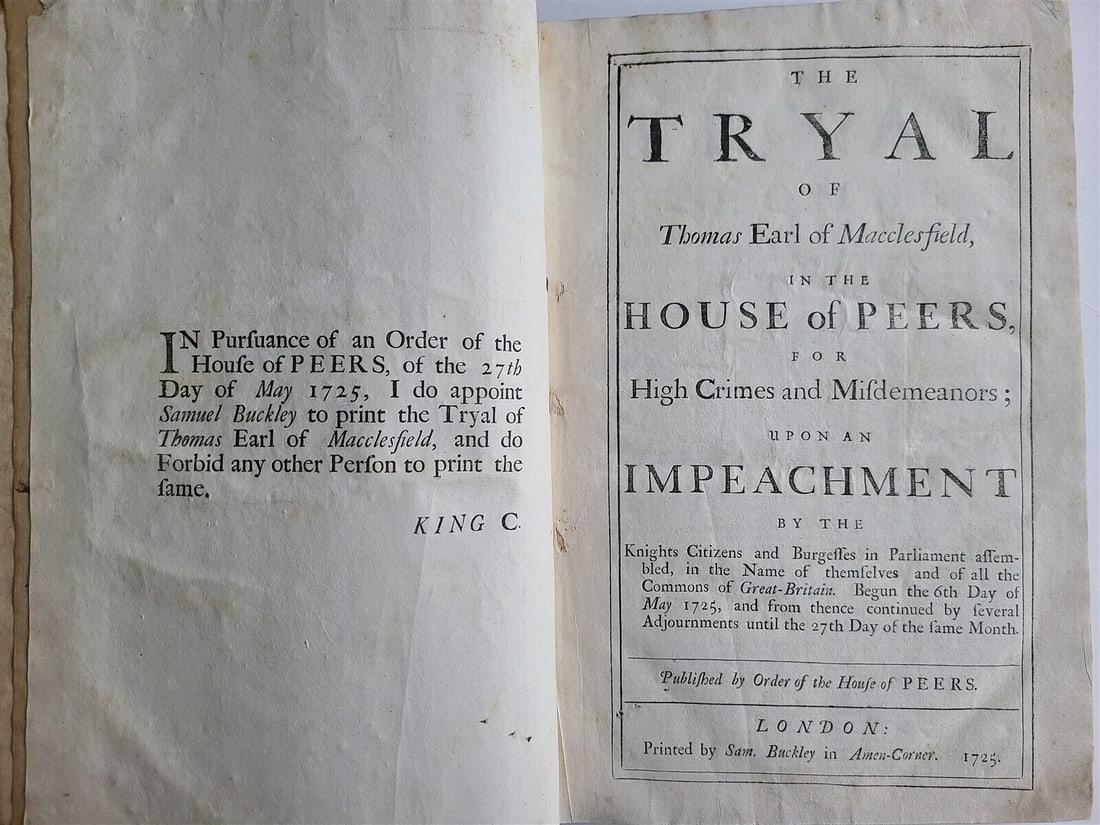 IN Purſuance of an Order of the
Houſe of PEERS, of the 27th
Day of May 1725, I do appoint
Samuel Buckley to print the Tryal of
Thomas Earl of Macclesfield, and do
Forbid any other Perſon to print the
ſame.
KING C.
THE
TRYAL
OF
Thomas Earl of Macclesfield,
IN THE
HOUSE of PEERS,
FOR
High Crimes and Miſdemeanors;
UPON AN
IMPEACHMENT
BY THE
Knights Citizens and Burgeſſes in Parliament aſſem-
bled, in the Name of themſelves and of all the
Commons of Great-Britain. Begun the 6th Day of
May 1725, and from thence continued by ſeveral
Adjournments until the 27th Day of the ſame Month.
Publiſhed by Order of the Houſe of PEERS.
LONDON:
Printed by Sam. Buckley in Amen-Corner. 1725.